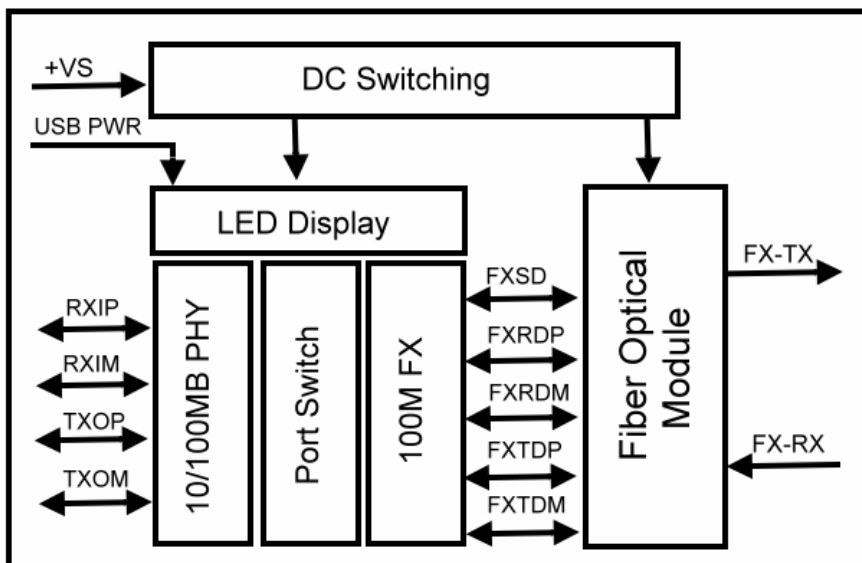 +VS
DC Switching
USB PWR
LED Display
RXIP
RXIM
TXOP
TXOM
10/100MB PHY
Port Switch
100M FX
FXSD
FXRDP
FXRDM
FXTDP
FXTDM
Fiber Optical
Module
FX-TX
FX-RX